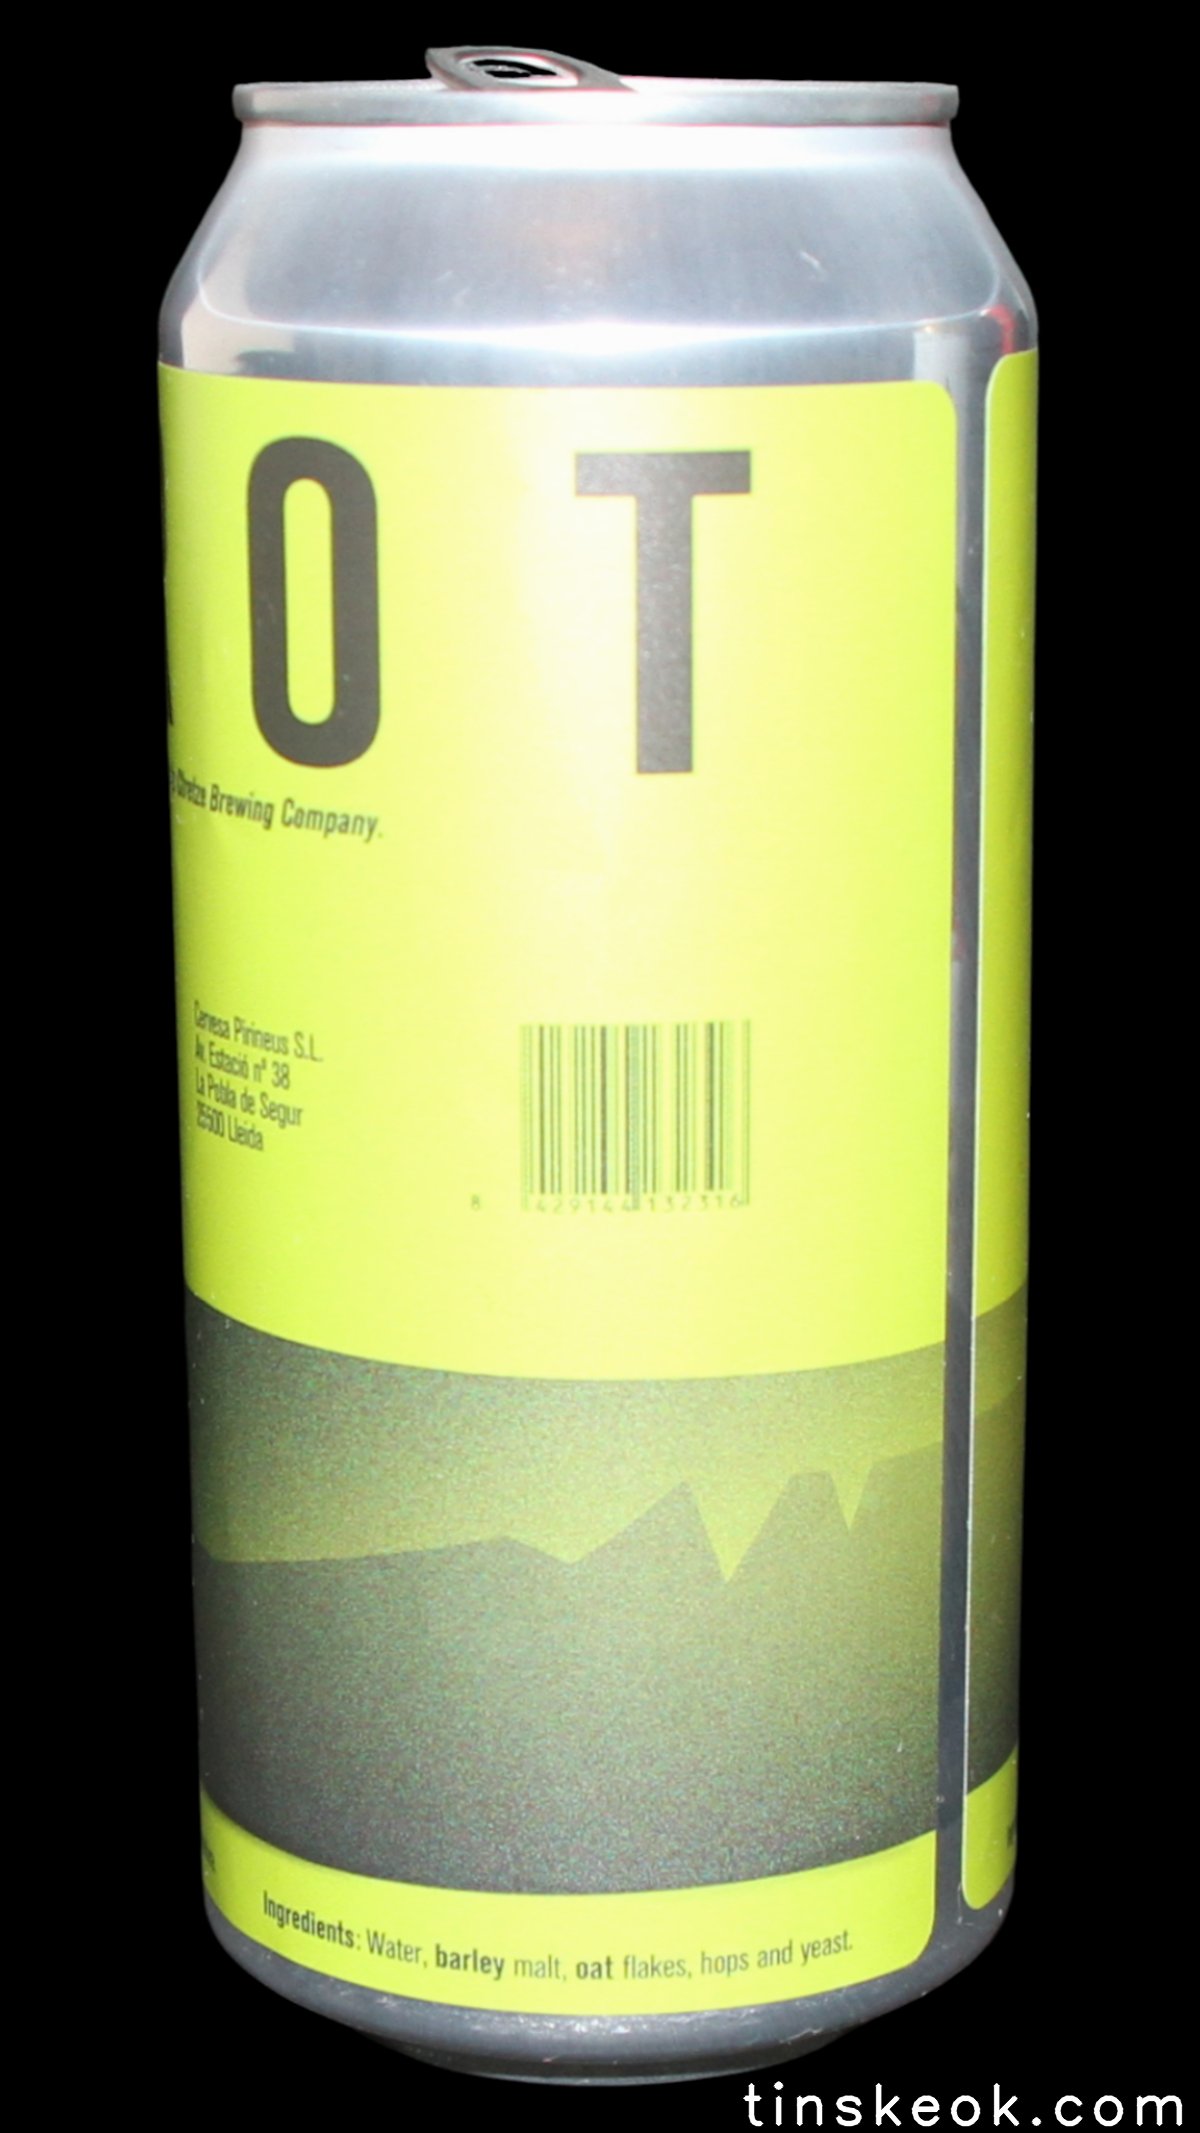 O T
Brewing Company.
Cervesa Pirineus S.L.
Av. Estació nº 38
La Pobla de Segur
25500 Lleida
8 429144 132316
Ingredients: Water, barley malt, oat flakes, hops and yeast.
tinskeok.com